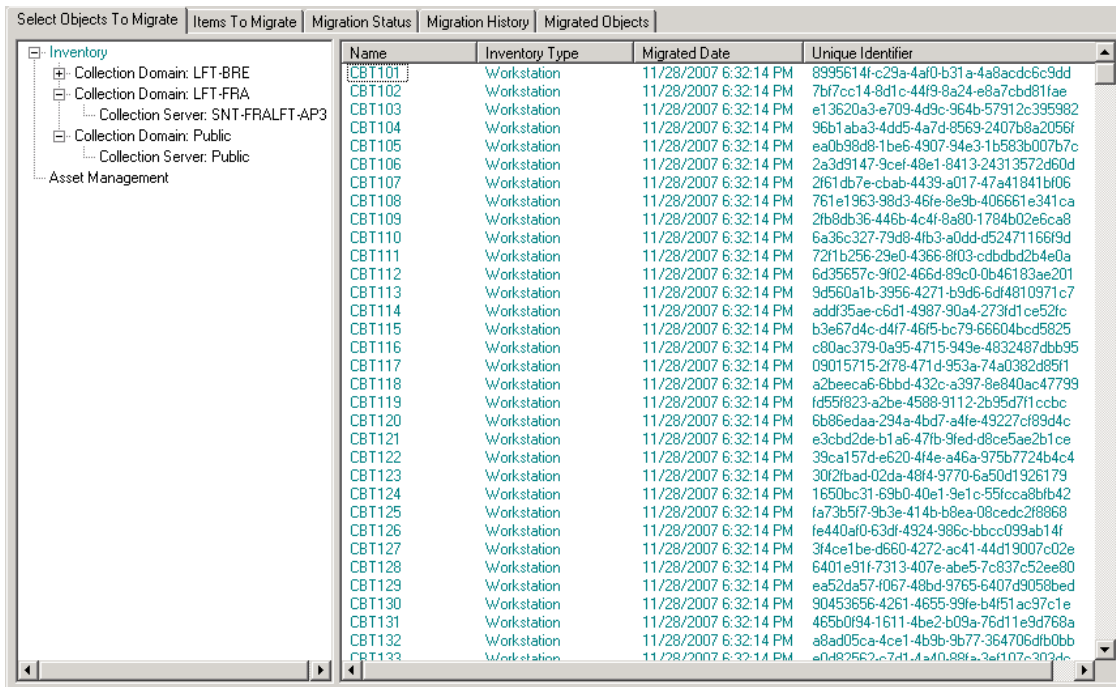 Select Objects To Migrate Items To Migrate Migration Status Migration History Migrated Objects
Inventory
Collection Domain: LFT-BRE
Collection Domain: LFT-FRA
Collection Server: SNT-FRALFT-AP3
Collection Domain: Public
Collection Server: Public
Asset Management
Name Inventory Type Migrated Date Unique Identifier
CBT101 Workstation 11/28/2007 6:32:14 PM 8995614f-c29a-4af0-b31a-4a8acdc6c9dd
CBT102 Workstation 11/28/2007 6:32:14 PM 7bf7cc14-8d1c-44f9-8a24-e8a7cbd81fae
CBT103 Workstation 11/28/2007 6:32:14 PM e13620a3-e709-4d9c-964b-57912c395982
CBT104 Workstation 11/28/2007 6:32:14 PM 96b1aba3-4dd5-4a7d-8569-2407b8a2056f
CBT105 Workstation 11/28/2007 6:32:14 PM ea0b98d8-1be6-4907-94e3-1b583b007b7c
CBT106 Workstation 11/28/2007 6:32:14 PM 2a3d9147-9cef-48e1-8413-24313572d60d
CBT107 Workstation 11/28/2007 6:32:14 PM 2f61db7e-cbab-4439-a017-47a41841bf06
CBT108 Workstation 11/28/2007 6:32:14 PM 761e1963-98d3-46fe-8e9b-406661e341ca
CBT109 Workstation 11/28/2007 6:32:14 PM 2fb8db36-446b-4c4f-8a80-1784b02e6ca8
CBT110 Workstation 11/28/2007 6:32:14 PM 6a36c327-79d8-4fb3-a0dd-d52471166f9d
CBT111 Workstation 11/28/2007 6:32:14 PM 72f1b256-29e0-4366-8f03-cdbdbd2b4e0a
CBT112 Workstation 11/28/2007 6:32:14 PM 6d35657c-9f02-466d-89c0-0b46183ae201
CBT113 Workstation 11/28/2007 6:32:14 PM 9d560a1b-3956-4271-b9d6-6df4810971c7
CBT114 Workstation 11/28/2007 6:32:14 PM addf35ae-c6d1-4987-90a4-273fd1ce52fc
CBT115 Workstation 11/28/2007 6:32:14 PM b3e67d4c-d4f7-46f5-bc79-66604bcd5825
CBT116 Workstation 11/28/2007 6:32:14 PM c80ac379-0a95-4715-949e-4832487dbb95
CBT117 Workstation 11/28/2007 6:32:14 PM 09015715-2f78-471d-953a-74a0382d85f1
CBT118 Workstation 11/28/2007 6:32:14 PM a2beeca6-6bbd-432c-a397-8e840ac47799
CBT119 Workstation 11/28/2007 6:32:14 PM fd55f823-a2be-4588-9112-2b95d7f1ccbc
CBT120 Workstation 11/28/2007 6:32:14 PM 6b86edaa-294a-4bd7-a4fe-49227cf89d4c
CBT121 Workstation 11/28/2007 6:32:14 PM e3cbd2de-b1a6-47fb-9fed-d8ce5ae2b1ce
CBT122 Workstation 11/28/2007 6:32:14 PM 39ca157d-e620-4f4e-a46a-975b7724b4c4
CBT123 Workstation 11/28/2007 6:32:14 PM 30f2fbad-02da-48f4-9770-6a50d1926179
CBT124 Workstation 11/28/2007 6:32:14 PM 1650bc31-69b0-40e1-9e1c-55fcca8bfb42
CBT125 Workstation 11/28/2007 6:32:14 PM fa73b5f7-9b3e-414b-b8ea-08cedc2f8868
CBT126 Workstation 11/28/2007 6:32:14 PM fe440af0-63df-4924-986c-bbcc099ab14f
CBT127 Workstation 11/28/2007 6:32:14 PM 3f4ce1be-d660-4272-ac41-44d19007c02e
CBT128 Workstation 11/28/2007 6:32:14 PM 6401e91f-7313-407e-abe5-7c837c52ee80
CBT129 Workstation 11/28/2007 6:32:14 PM ea52da57-f067-48bd-9765-6407d9058bed
CBT130 Workstation 11/28/2007 6:32:14 PM 90453656-4261-4655-99fe-b4f51ac97c1e
CBT131 Workstation 11/28/2007 6:32:14 PM 465b0f94-1611-4be2-b09a-76d11e9d768a
CBT132 Workstation 11/28/2007 6:32:14 PM a8ad05ca-4ce1-4b9b-9b77-364706dfb0bb
CBT133 Workstation 11/28/2007 6:32:14 PM e0d82562-c7d1-4a40-88fa-3ef107c303dc